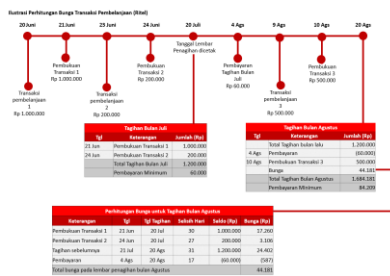 Ilustrasi Perhitungan Bunga Transaksi Pembelanjaan (Ritel)
20 Juni 21 Juni 23 Juni 24 Juni 20 Juli 4 Ags 9 Ags 10 Ags 20 Ags
Tanggal Lembar
Penagihan dicetak
Pembukuan
Transaksi 1
Rp 1.000.000
Pembukuan
Transaksi 2
Rp 200.000
Pembayaran
Tagihan Bulan
Juli
Rp 60.000
Pembukuan
Transaksi 3
Rp 500.000
Transaksi
pembelanjaan
1
Rp 1.000.000
Transaksi
pembelanjaan
2
Rp 200.000
Transaksi
pembelanjaan
3
Rp 500.000
Tagihan Bulan Juli
Tgl Keterangan Jumlah (Rp)
21 Jun Pembukuan Transaksi 1 1.000.000
24 Jun Pembukuan Transaksi 2 200.000
Total Tagihan Bulan Juli 1.200.000
Pembayaran Minimum 60.000
Tagihan Bulan Agustus
Tgl Keterangan Jumlah (Rp)
Total Tagihan bulan lalu 1.200.000
4 Ags Pembayaran (60.000)
10 Ags Pembukuan Transaksi 3 500.000
Bunga 44.181
Total Tagihan Bulan Agustus 1.684.181
Pembayaran Minimum 84.209
Perhitungan Bunga untuk Tagihan Bulan Agustus
Keterangan Tgl Tgl Tagihan Selisih Hari Saldo (Rp) Bunga (Rp)
Pembukuan Transaksi 1 21 Jun 20 Jul 30 1.000.000 17.260
Pembukuan Transaksi 2 24 Jun 20 Jul 27 200.000 3.106
Tagihan sebelumnya 21 Jul 20 Ags 31 1.200.000 24.402
Pembayaran 4 Ags 20 Ags 17 (60.000) (587)
Total bunga pada lembar penagihan bulan Agustus 44.181